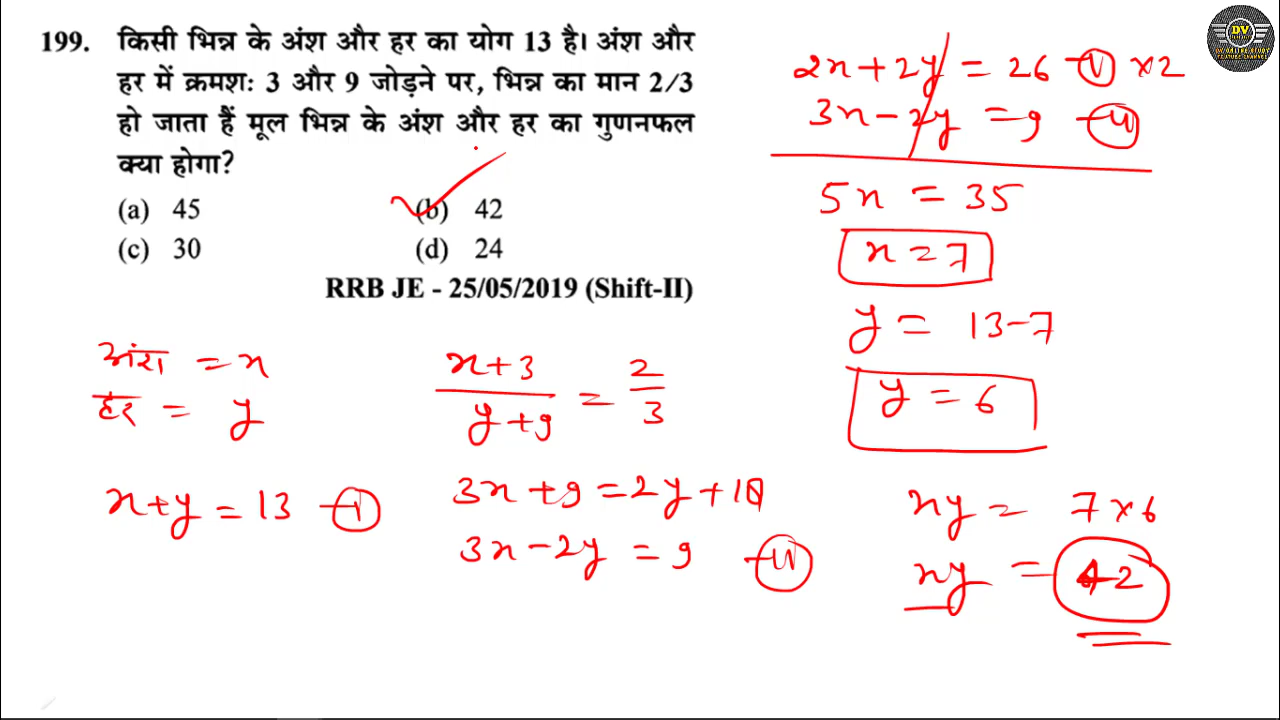 199. किसी भिन्न के अंश और हर का योग 13 है। अंश और
हर में क्रमशः 3 और 9 जोड़ने पर, भिन्न का मान 2/3
हो जाता हैं मूल भिन्न के अंश और हर का गुणनफल
क्या होगा?
(a) 45 (b) 42
(c) 30 (d) 24
RRB JE - 25/05/2019 (Shift-II)
अंश = x
हर = y
x+y = 13 - I
x+3
y+9
= 2
3
3x+9 = 2y+18
3x-2y = 9 - II
2x+2y = 26 - I ×2
3x-2y = 9 - II
5x = 35
x = 7
y = 13-7
y = 6
xy = 7×6
xy = 42
DV